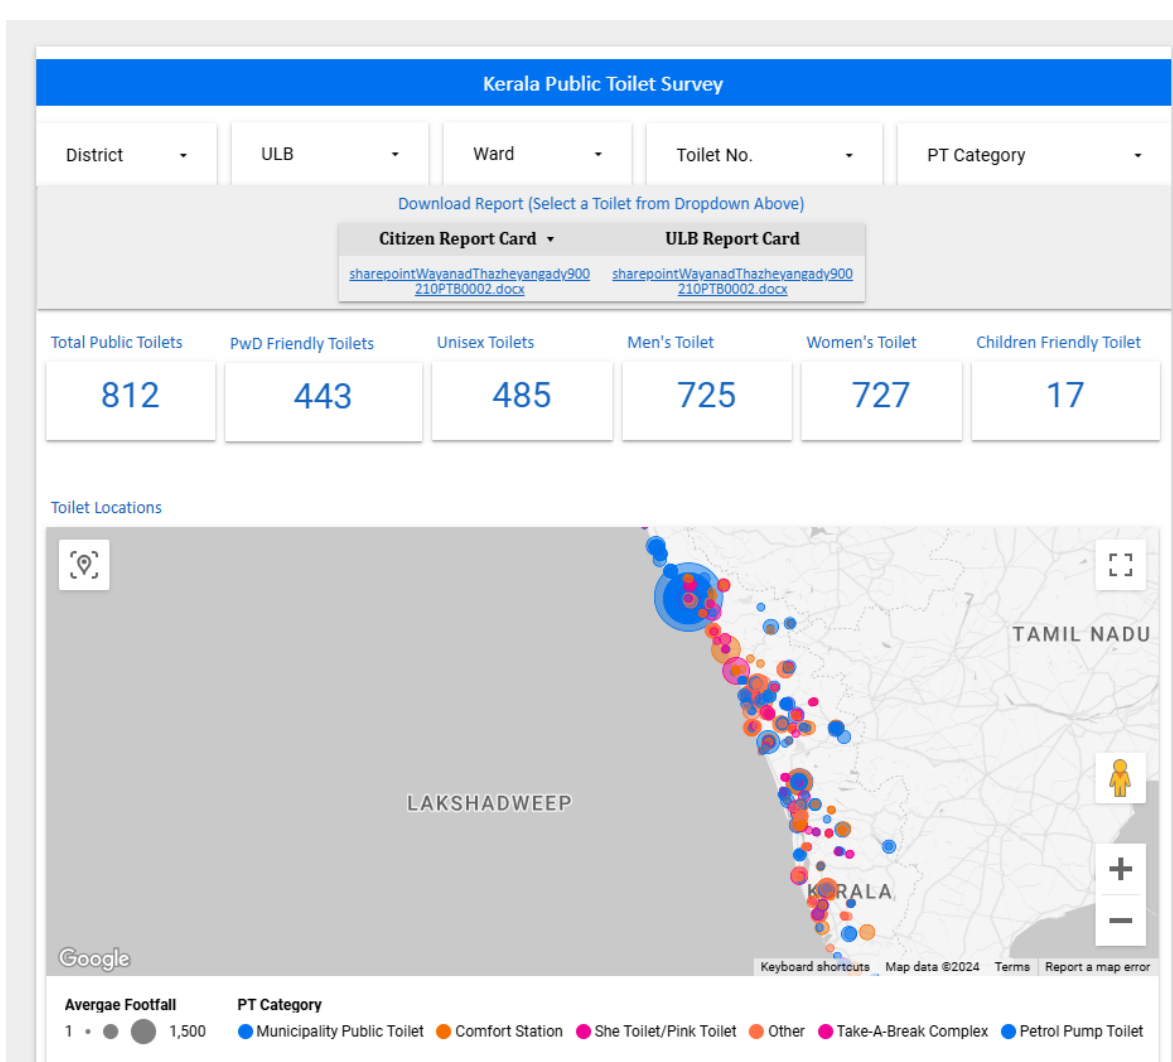 Kerala Public Toilet Survey
District
ULB
Ward
Toilet No.
PT Category
Download Report (Select a Toilet from Dropdown Above)
Citizen Report Card
ULB Report Card
sharepointWayanadThazheyangady900
210PTB0002.docx
sharepointWayanadThazheyangady900
210PTB0002.docx
Total Public Toilets
PwD Friendly Toilets
Unisex Toilets
Men's Toilet
Women's Toilet
Children Friendly Toilet
812
443
485
725
727
17
Toilet Locations
TAMIL NADU
LAKSHADWEEP
KERALA
Google
Keyboard shortcuts
Map data ©2024
Terms
Report a map error
Avergae Footfall
PT Category
1
1,500
Municipality Public Toilet
Comfort Station
She Toilet/Pink Toilet
Other
Take-A-Break Complex
Petrol Pump Toilet